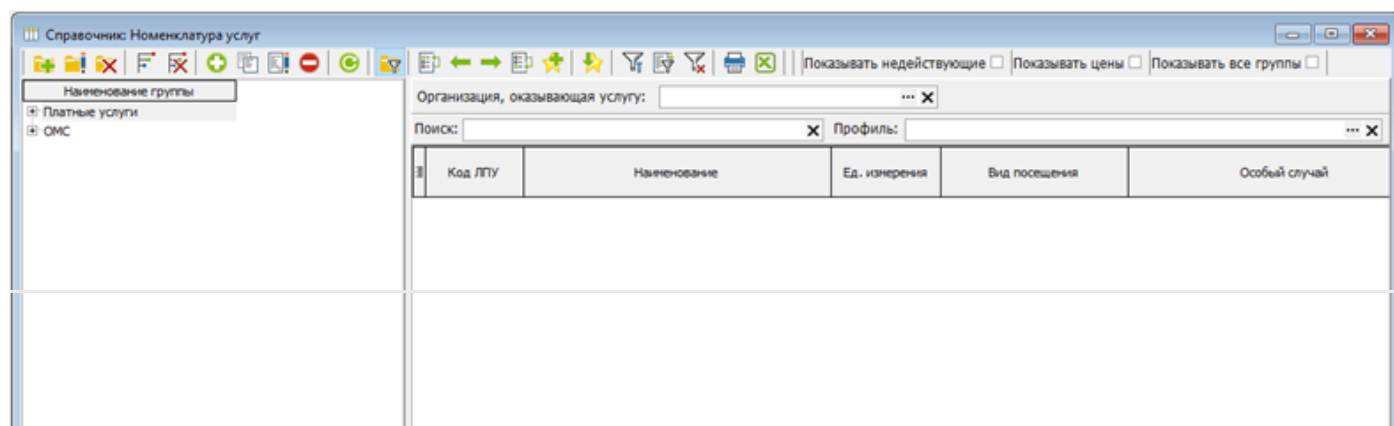 Справочник: Номенклатура услуг
Показывать недействующие Показывать цены Показывать все группы
Наименование группы
Платные услуги
ОМС
Организация, оказывающая услугу:
Поиск: Профиль:
Код ЛПУ Наименование Ед. измерения Вид посещения Особый случай